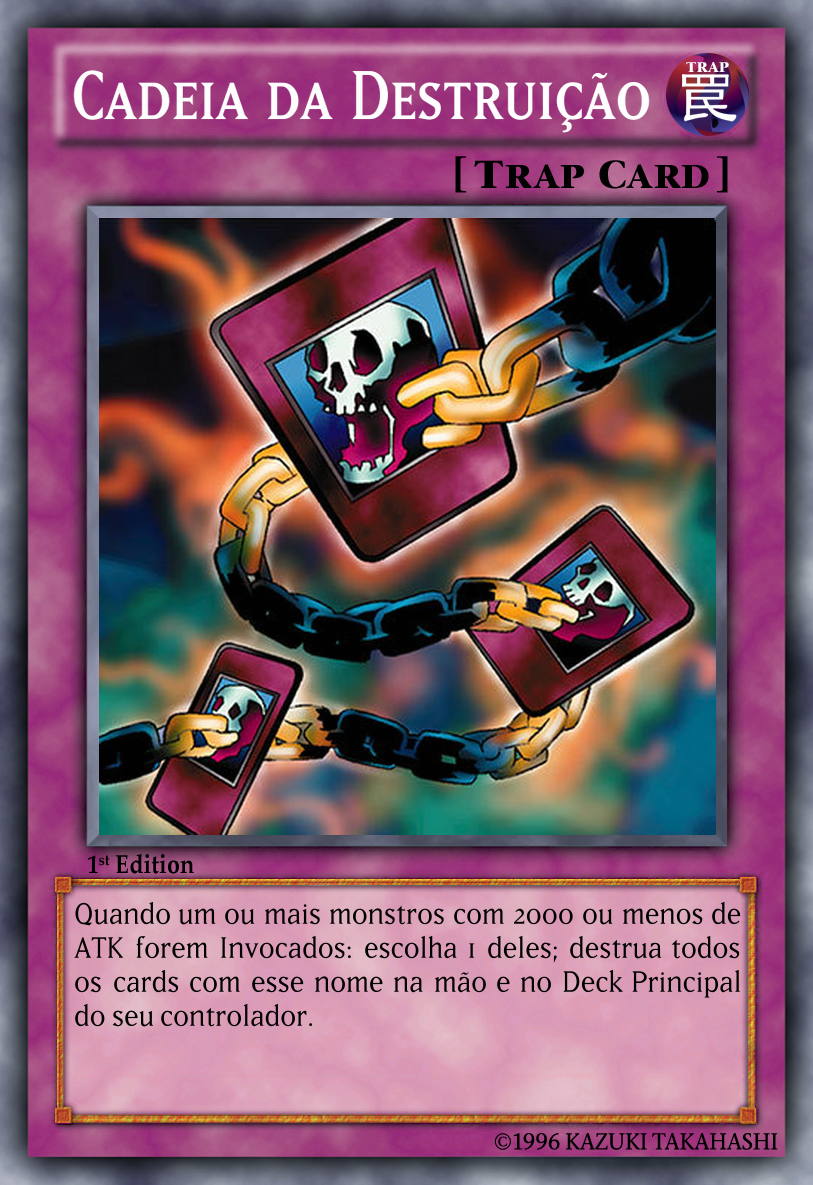 Cadeia da Destruição
TRAP
罠
[Trap Card]
1st Edition
Quando um ou mais monstros com 2000 ou menos de
ATK forem Invocados: escolha 1 deles; destrua todos
os cards com esse nome na mão e no Deck Principal
do seu controlador.
©1996 KAZUKI TAKAHASHI